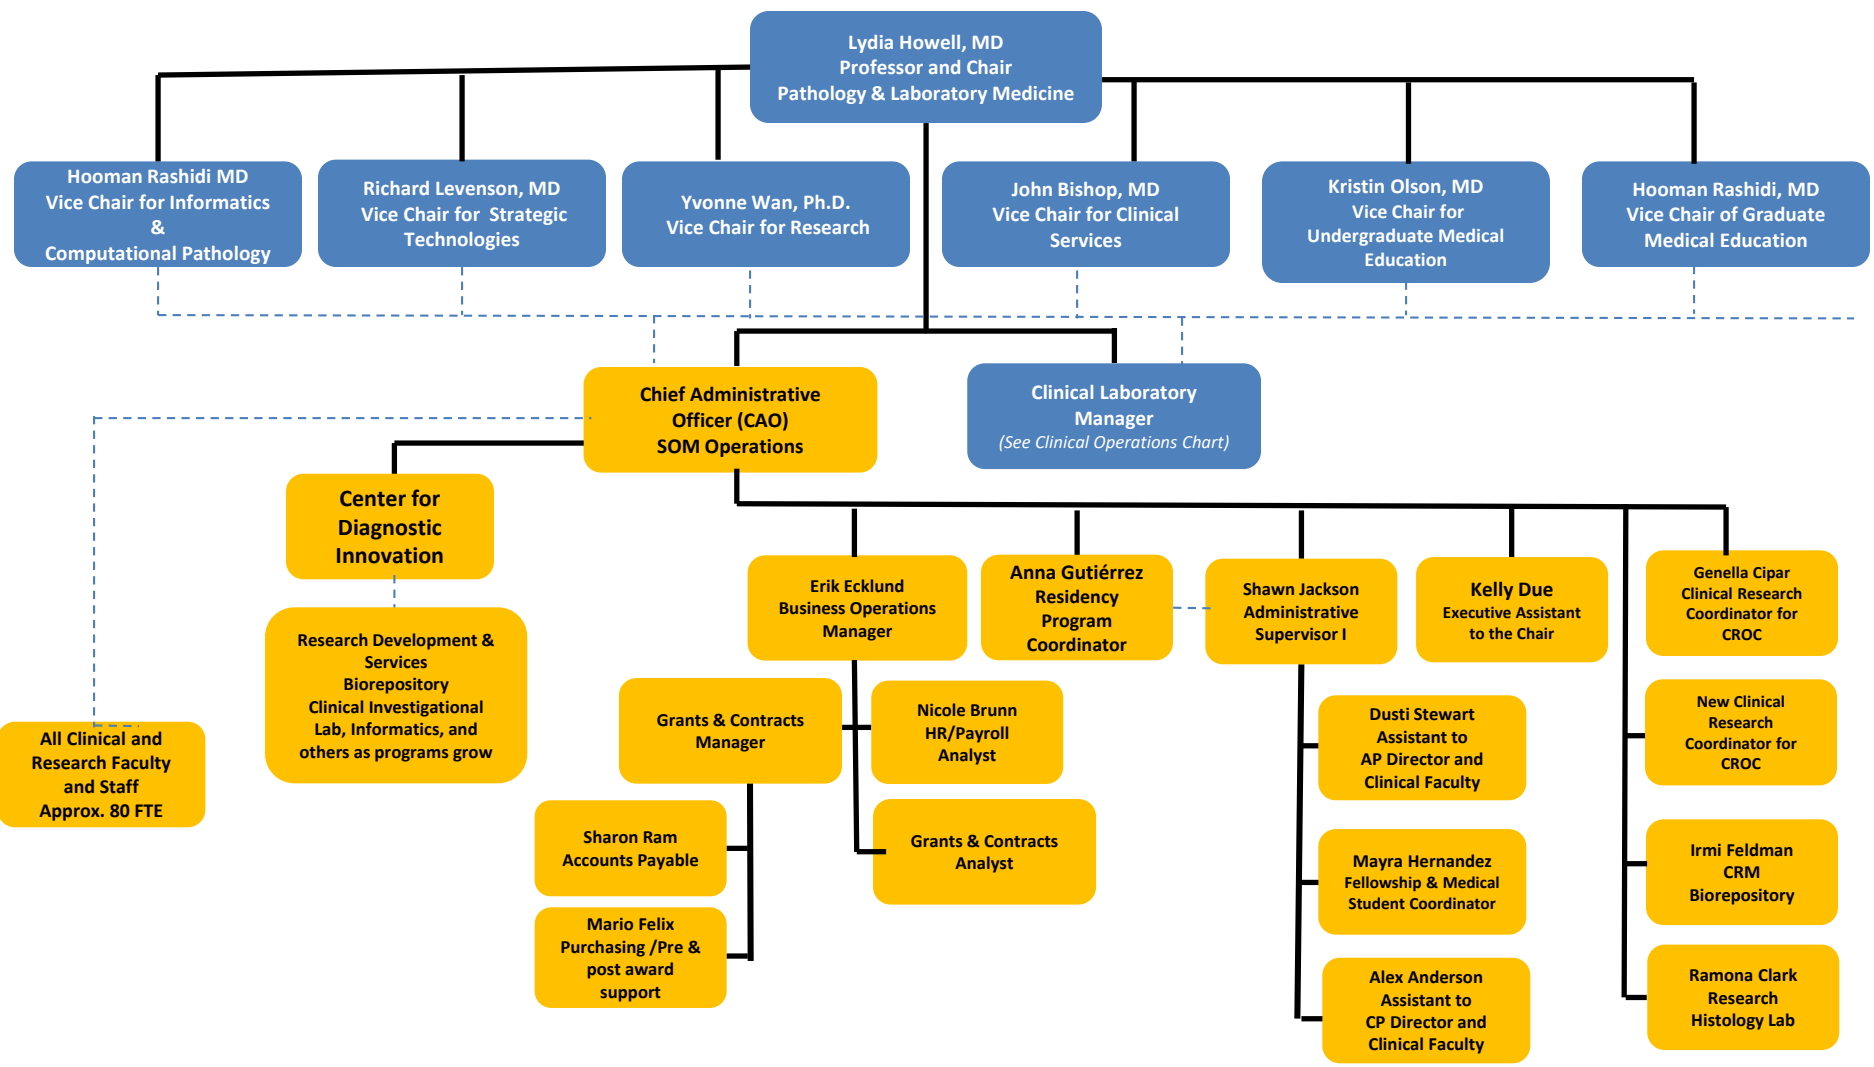 Lydia Howell, MD
Professor and Chair
Pathology & Laboratory Medicine
Hooman Rashidi MD
Vice Chair for Informatics
&
Computational Pathology
Richard Levenson, MD
Vice Chair for Strategic
Technologies
Yvonne Wan, Ph.D.
Vice Chair for Research
John Bishop, MD
Vice Chair for Clinical
Services
Kristin Olson, MD
Vice Chair for
Undergraduate Medical
Education
Hooman Rashidi, MD
Vice Chair of Graduate
Medical Education
Chief Administrative
Officer (CAO)
SOM Operations
Clinical Laboratory
Manager
(See Clinical Operations Chart)
Center for
Diagnostic
Innovation
Research Development &
Services
Biorepository
Clinical Investigational
Lab, Informatics, and
others as programs grow
All Clinical and
Research Faculty
and Staff
Approx. 80 FTE
Erik Ecklund
Business Operations
Manager
Anna Gutiérrez
Residency
Program
Coordinator
Shawn Jackson
Administrative
Supervisor I
Kelly Due
Executive Assistant
to the Chair
Genella Cipar
Clinical Research
Coordinator for
CROC
Grants & Contracts
Manager
Nicole Brunn
HR/Payroll
Analyst
Sharon Ram
Accounts Payable
Grants & Contracts
Analyst
Mario Felix
Purchasing /Pre &
post award
support
Dusti Stewart
Assistant to
AP Director and
Clinical Faculty
Mayra Hernandez
Fellowship & Medical
Student Coordinator
Alex Anderson
Assistant to
CP Director and
Clinical Faculty
New Clinical
Research
Coordinator for
CROC
Irmi Feldman
CRM
Biorepository
Ramona Clark
Research
Histology Lab